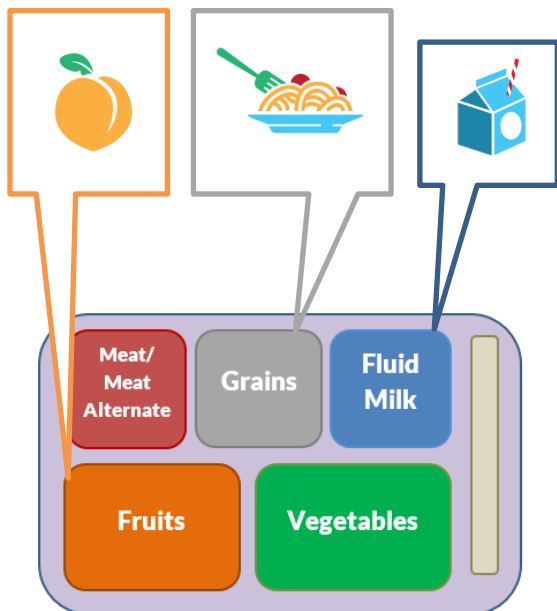 Meat/
Meat
Alternate
Grains
Fluid
Milk
Fruits
Vegetables